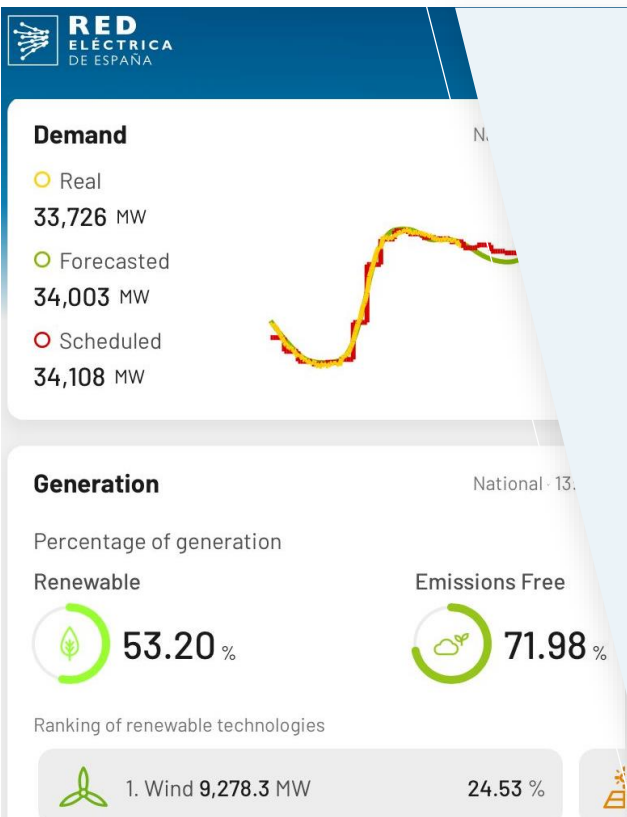 RED
ELÉCTRICA
DE ESPAÑA
Demand
Real
33,726 MW
Forecasted
34,003 MW
Scheduled
34,108 MW
Generation
National · 13.
Percentage of generation
Renewable
Emissions Free
53.20 %
71.98 %
Ranking of renewable technologies
1. Wind 9,278.3 MW 24.53 %